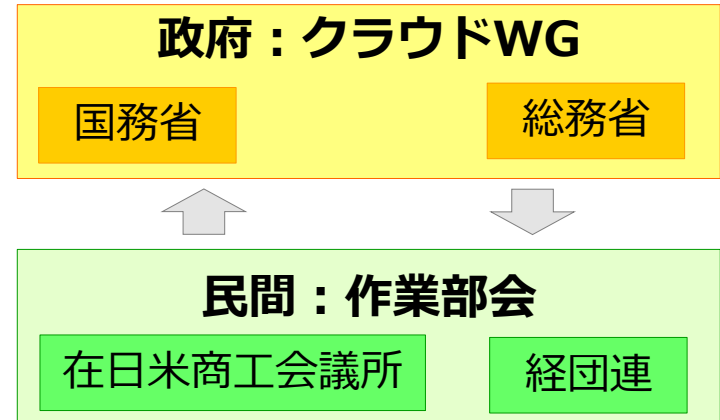 政府：クラウドWG
国務省
総務省
民間：作業部会
在日米商工会議所
経団連